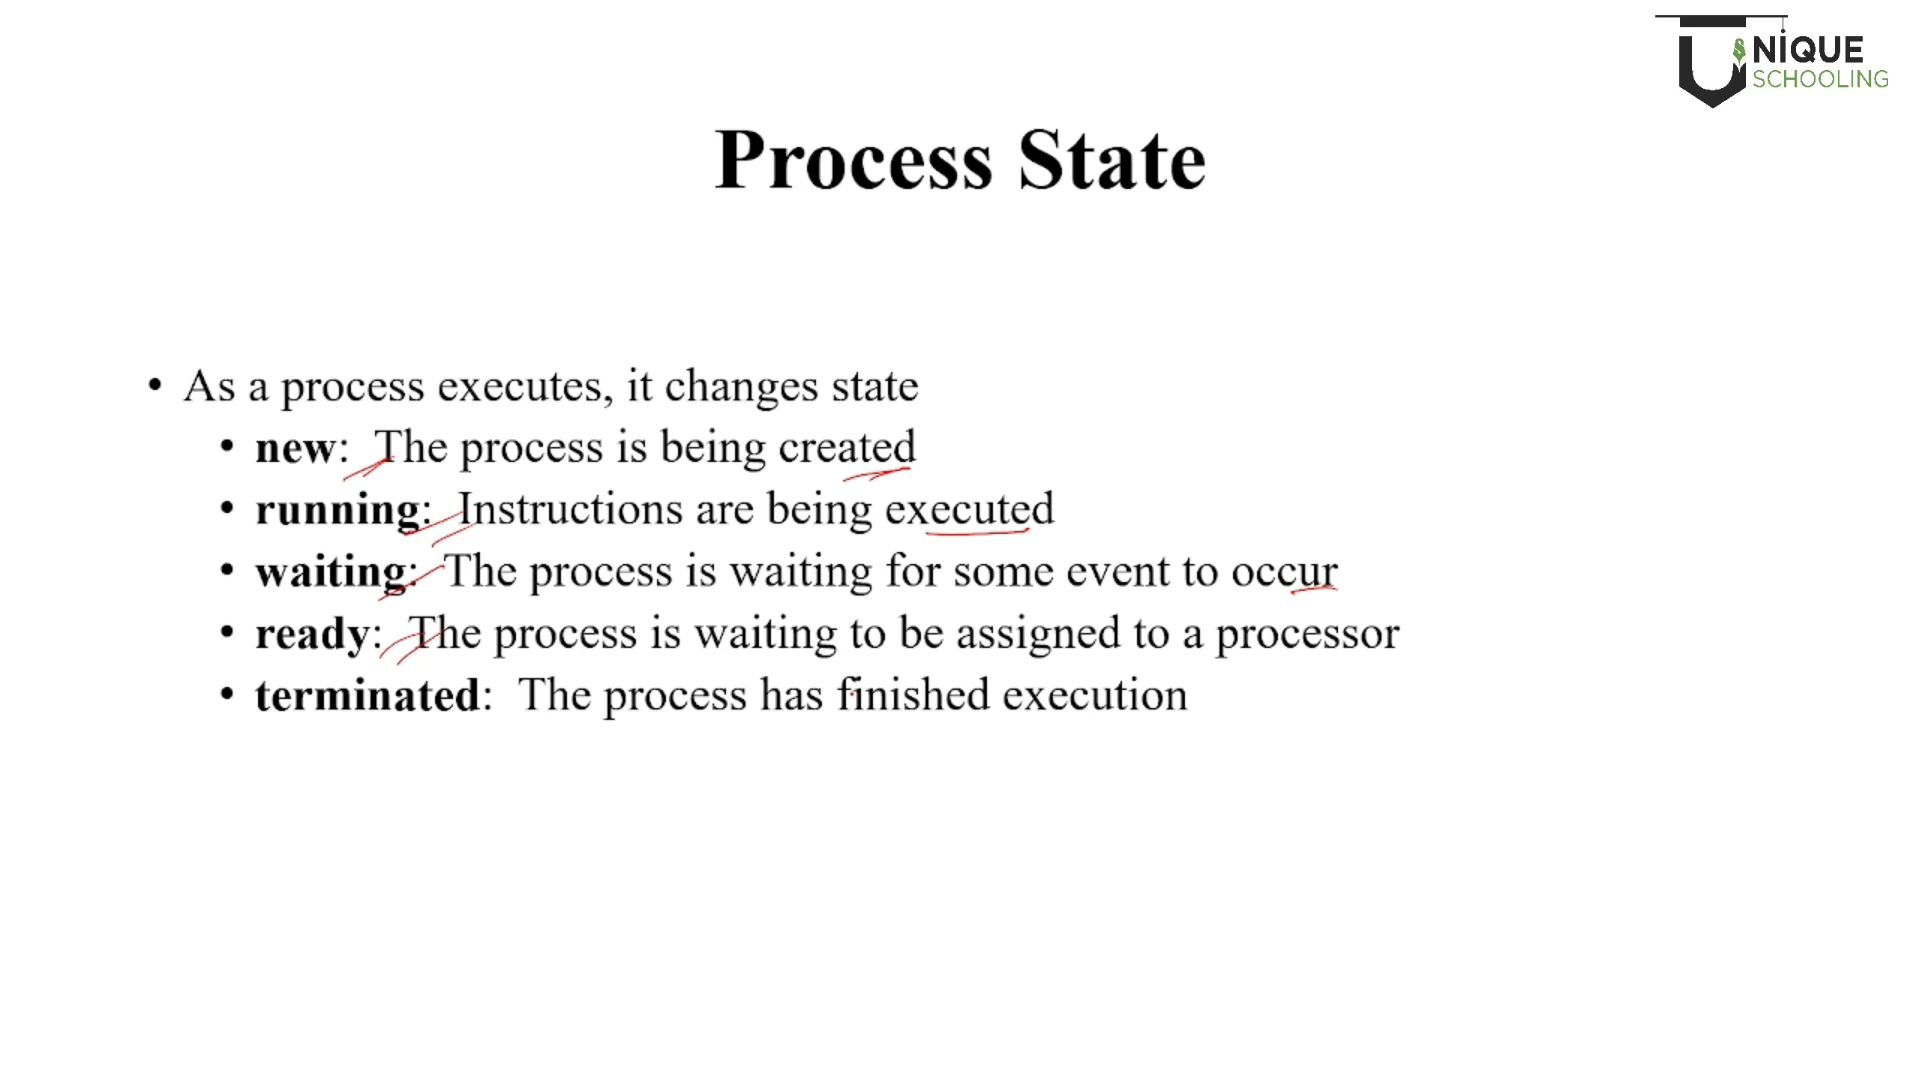 UNIQUE
SCHOOLING
Process State
• As a process executes, it changes state
• new: The process is being created
• running: Instructions are being executed
• waiting: The process is waiting for some event to occur
• ready: The process is waiting to be assigned to a processor
• terminated: The process has finished execution